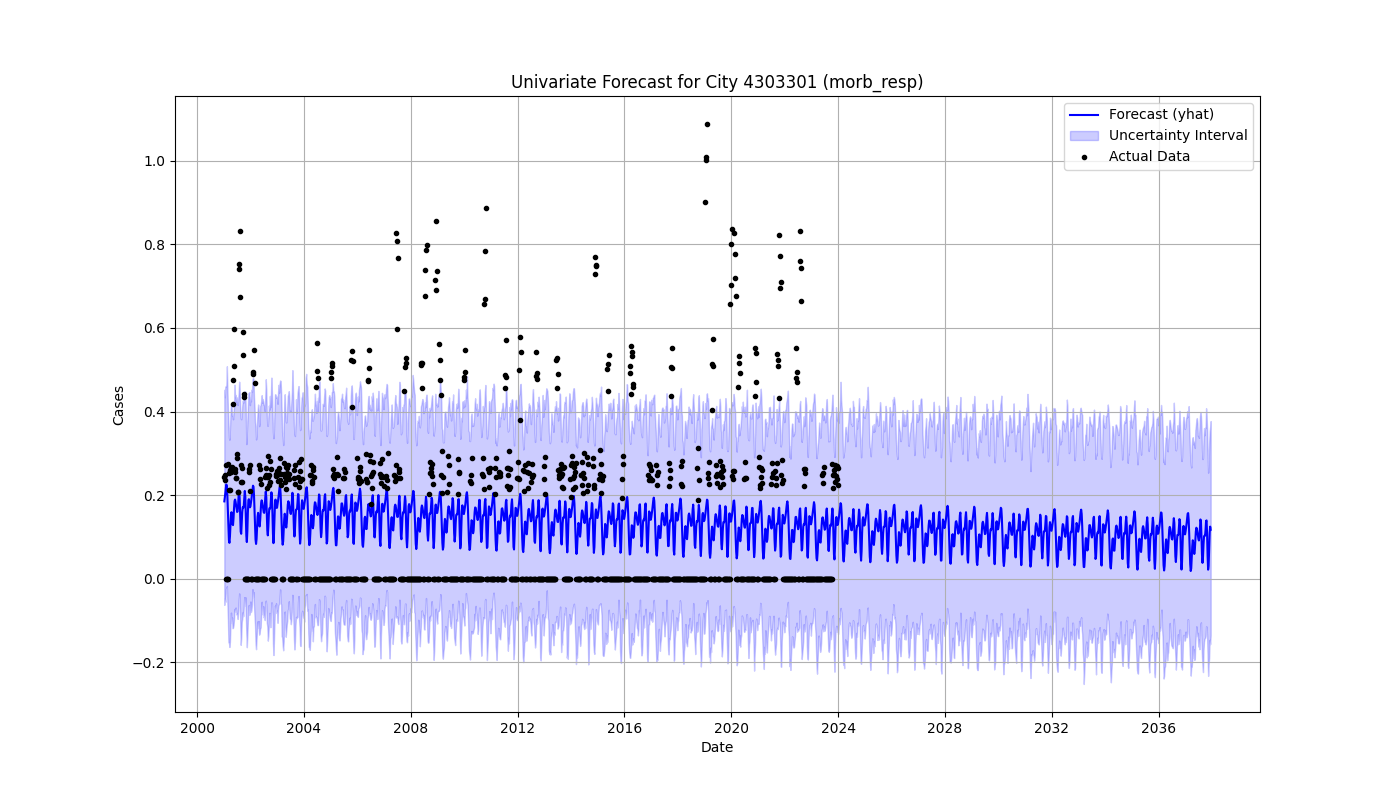 Univariate Forecast for City 4303301 (morb_resp)
Forecast (yhat)
Uncertainty Interval
Actual Data
Cases
1.0
0.8
0.6
0.4
0.2
0.0
−0.2
2000 2004 2008 2012 2016 2020 2024 2028 2032 2036
Date